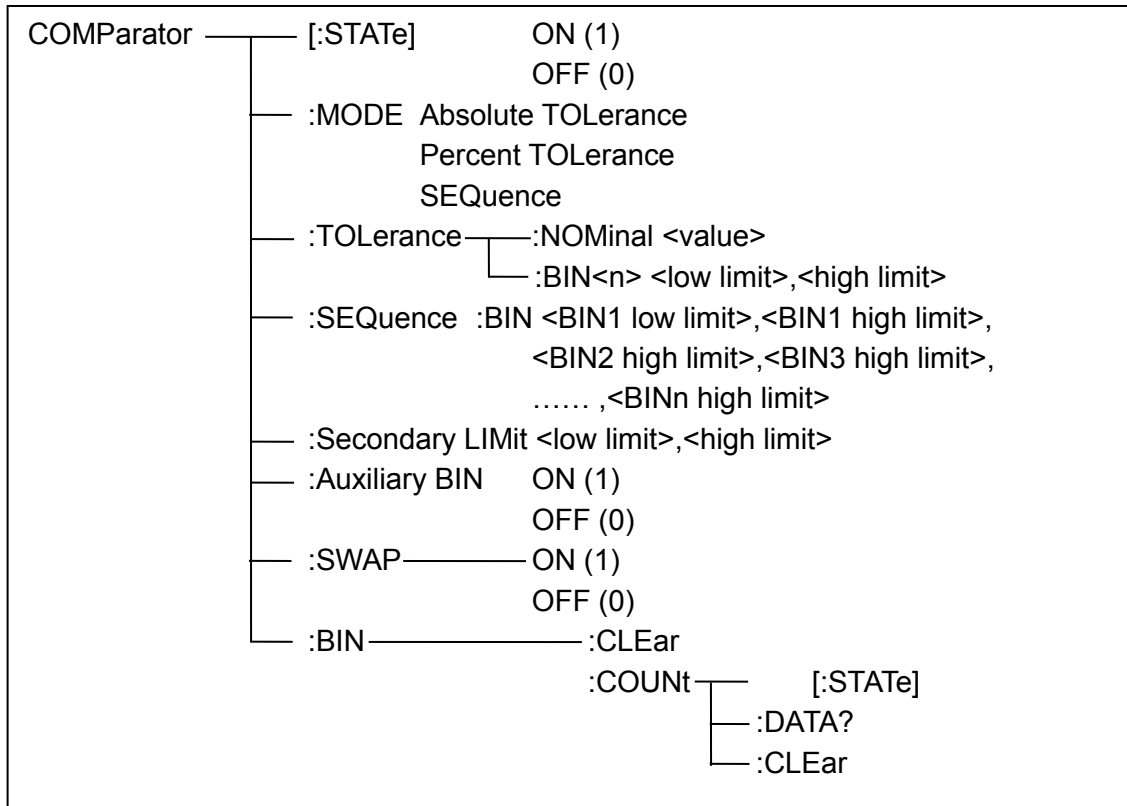 COMParator [:STATe] ON (1)
OFF (0)
:MODE Absolute TOLerance
Percent TOLerance
SEQuence
:TOLerance :NOMinal <value>
:BIN<n> <low limit>,<high limit>
:SEQuence :BIN <BIN1 low limit>,<BIN1 high limit>,
<BIN2 high limit>,<BIN3 high limit>,
…… ,<BINn high limit>
:Secondary LIMit <low limit>,<high limit>
:Auxiliary BIN ON (1)
OFF (0)
:SWAP ON (1)
OFF (0)
:BIN :CLEar
:COUNt [:STATe]
:DATA?
:CLEar